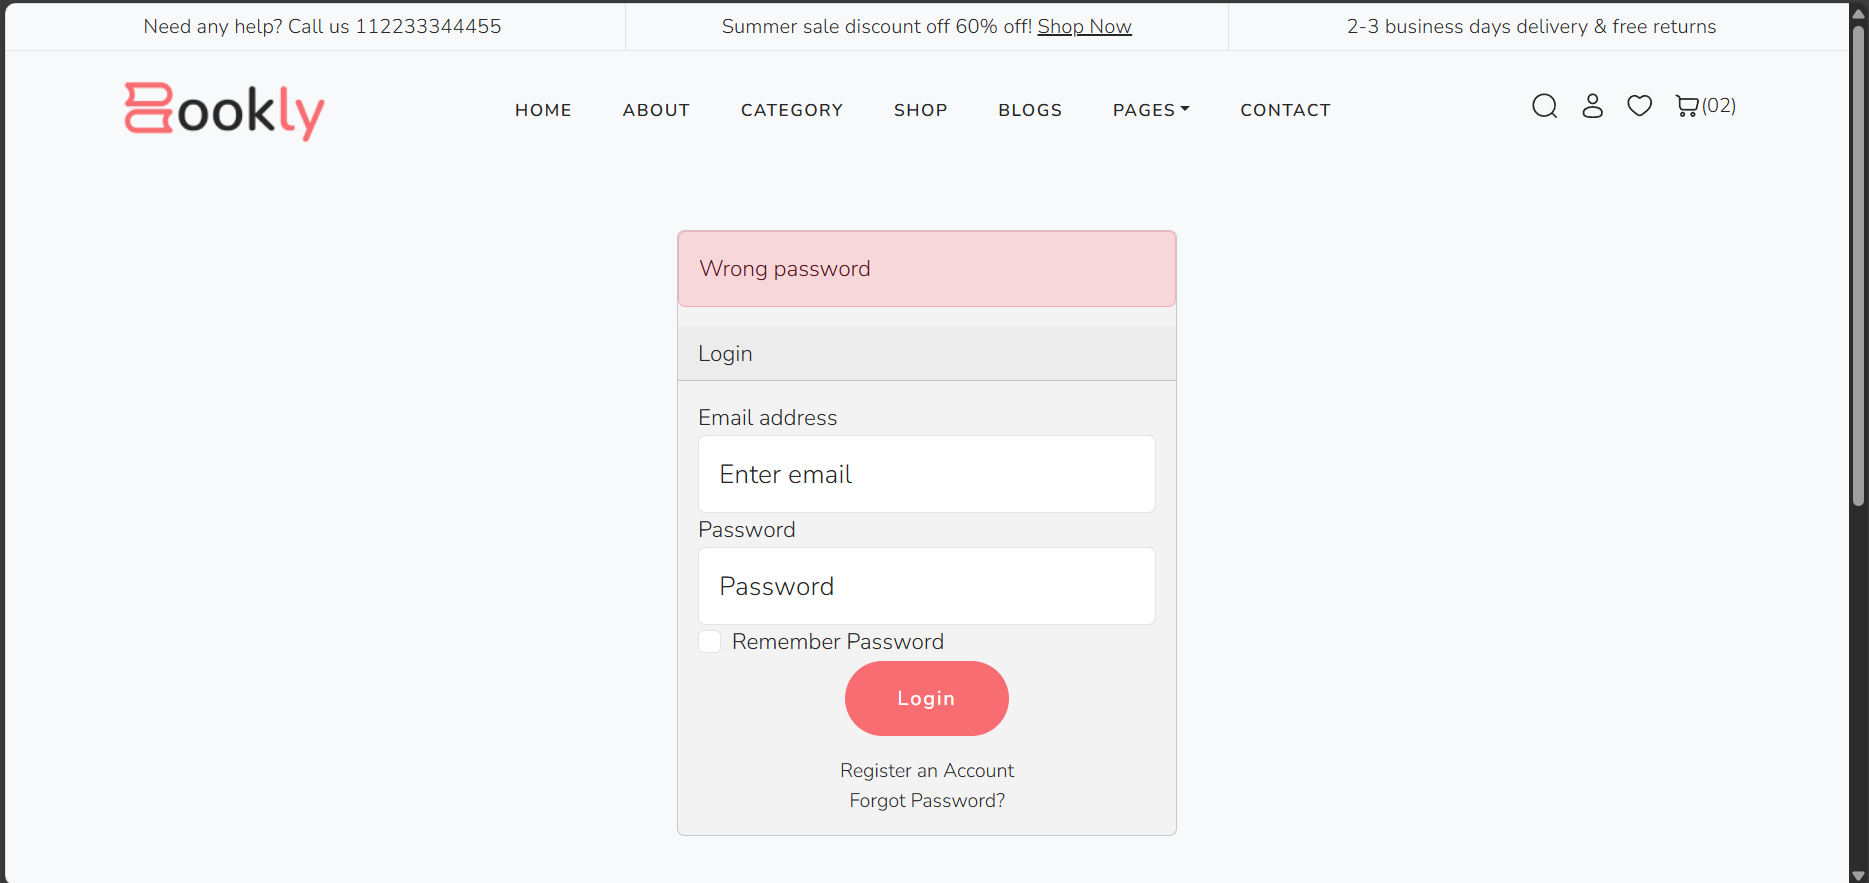 Need any help? Call us 112233344455
Summer sale discount off 60% off! Shop Now
2-3 business days delivery & free returns
Bookly
HOME ABOUT CATEGORY SHOP BLOGS PAGES CONTACT
(02)
Wrong password
Login
Email address
Enter email
Password
Password
Remember Password
Login
Register an Account
Forgot Password?